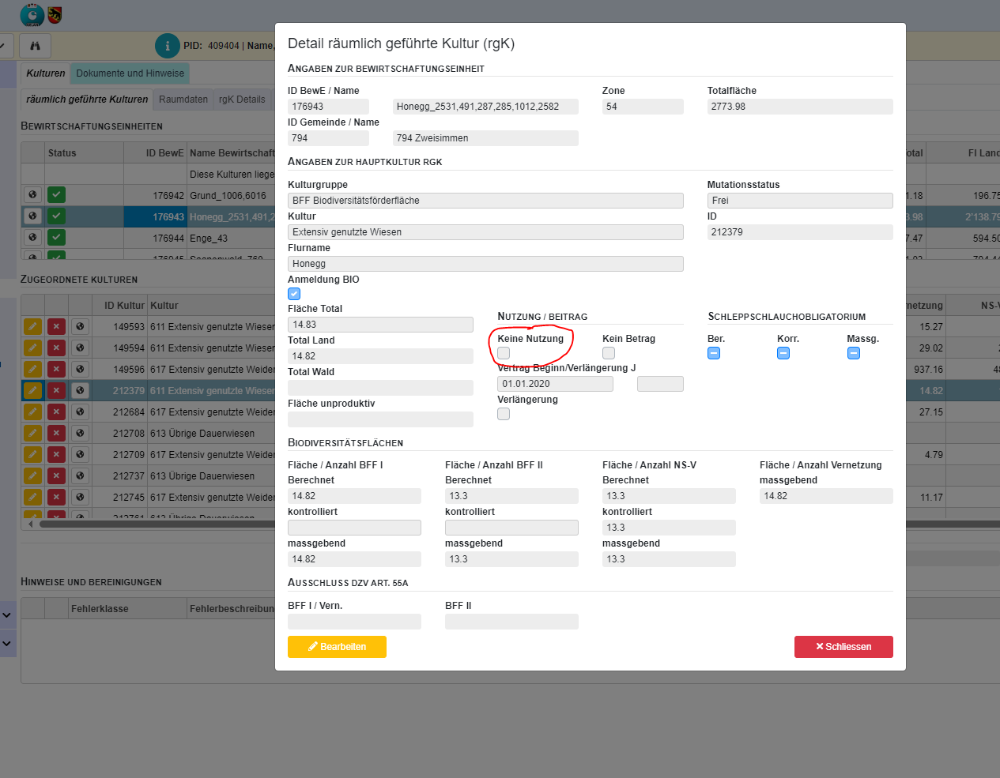 PID: 409404 | Name,
Kulturen Dokumente und Hinweise
räumlich geführte Kulturen Raumdaten rgK Details
BEWIRTSCHAFTUNGSEINHEITEN
Status ID BewE Name Bewirtschaft
Fl Land
Diese Kulturen liege
176942 Grund_1006,6016 1.18 196.75
176943 Honegg_2531,491,2 3.98 2'138.79
176944 Enge_43 7.47 594.50
ZUGEORDNETE KULTUREN
ID Kultur Kultur NS-V
149593 611 Extensiv genutzte Wiesen 15.27
149594 611 Extensiv genutzte Wiesen 29.02
149596 611 Extensiv genutzte Wiesen 937.16
212379 611 Extensiv genutzte Wiesen 14.82
212684 617 Extensiv genutzte Weiden 27.15
212708 613 Übrige Dauerwiesen
212709 617 Extensiv genutzte Weiden 4.79
212737 613 Übrige Dauerwiesen
212745 617 Extensiv genutzte Weiden 11.17
212761 613 Übrige Dauerwiesen
HINWEISE UND BEREINIGUNGEN
Fehlerklasse Fehlerbeschreibun
Detail räumlich geführte Kultur (rgK)
ANGABEN ZUR BEWIRTSCHAFTUNGSEINHEIT
ID BewE / Name Zone Totalfläche
176943 Honegg_2531,491,287,285,1012,2582 54 2773.98
ID Gemeinde / Name
794 794 Zweisimmen
ANGABEN ZUR HAUPTKULTUR RGK
Kulturgruppe Mutationsstatus
BFF Biodiversitätsförderfläche Frei
Kultur ID
Extensiv genutzte Wiesen 212379
Flurname
Honegg
Anmeldung BIO
Fläche Total NUTZUNG / BEITRAG SCHLEPPSCHLAUCHOBLIGATORIUM
14.83
Total Land Keine Nutzung Kein Betrag Ber. Korr. Massg.
14.82
Total Wald Vertrag Beginn/Verlängerung J
01.01.2020
Fläche unproduktiv Verlängerung
BIODIVERSITÄTSFLÄCHEN
Fläche / Anzahl BFF I Fläche / Anzahl BFF II Fläche / Anzahl NS-V Fläche / Anzahl Vernetzung
Berechnet Berechnet Berechnet massgebend
14.82 13.3 13.3 14.82
kontrolliert kontrolliert kontrolliert
13.3
massgebend massgebend massgebend
14.82 13.3 13.3
AUSSCHLUSS DZV ART. 55A
BFF I / Vern. BFF II
Bearbeiten Schliessen